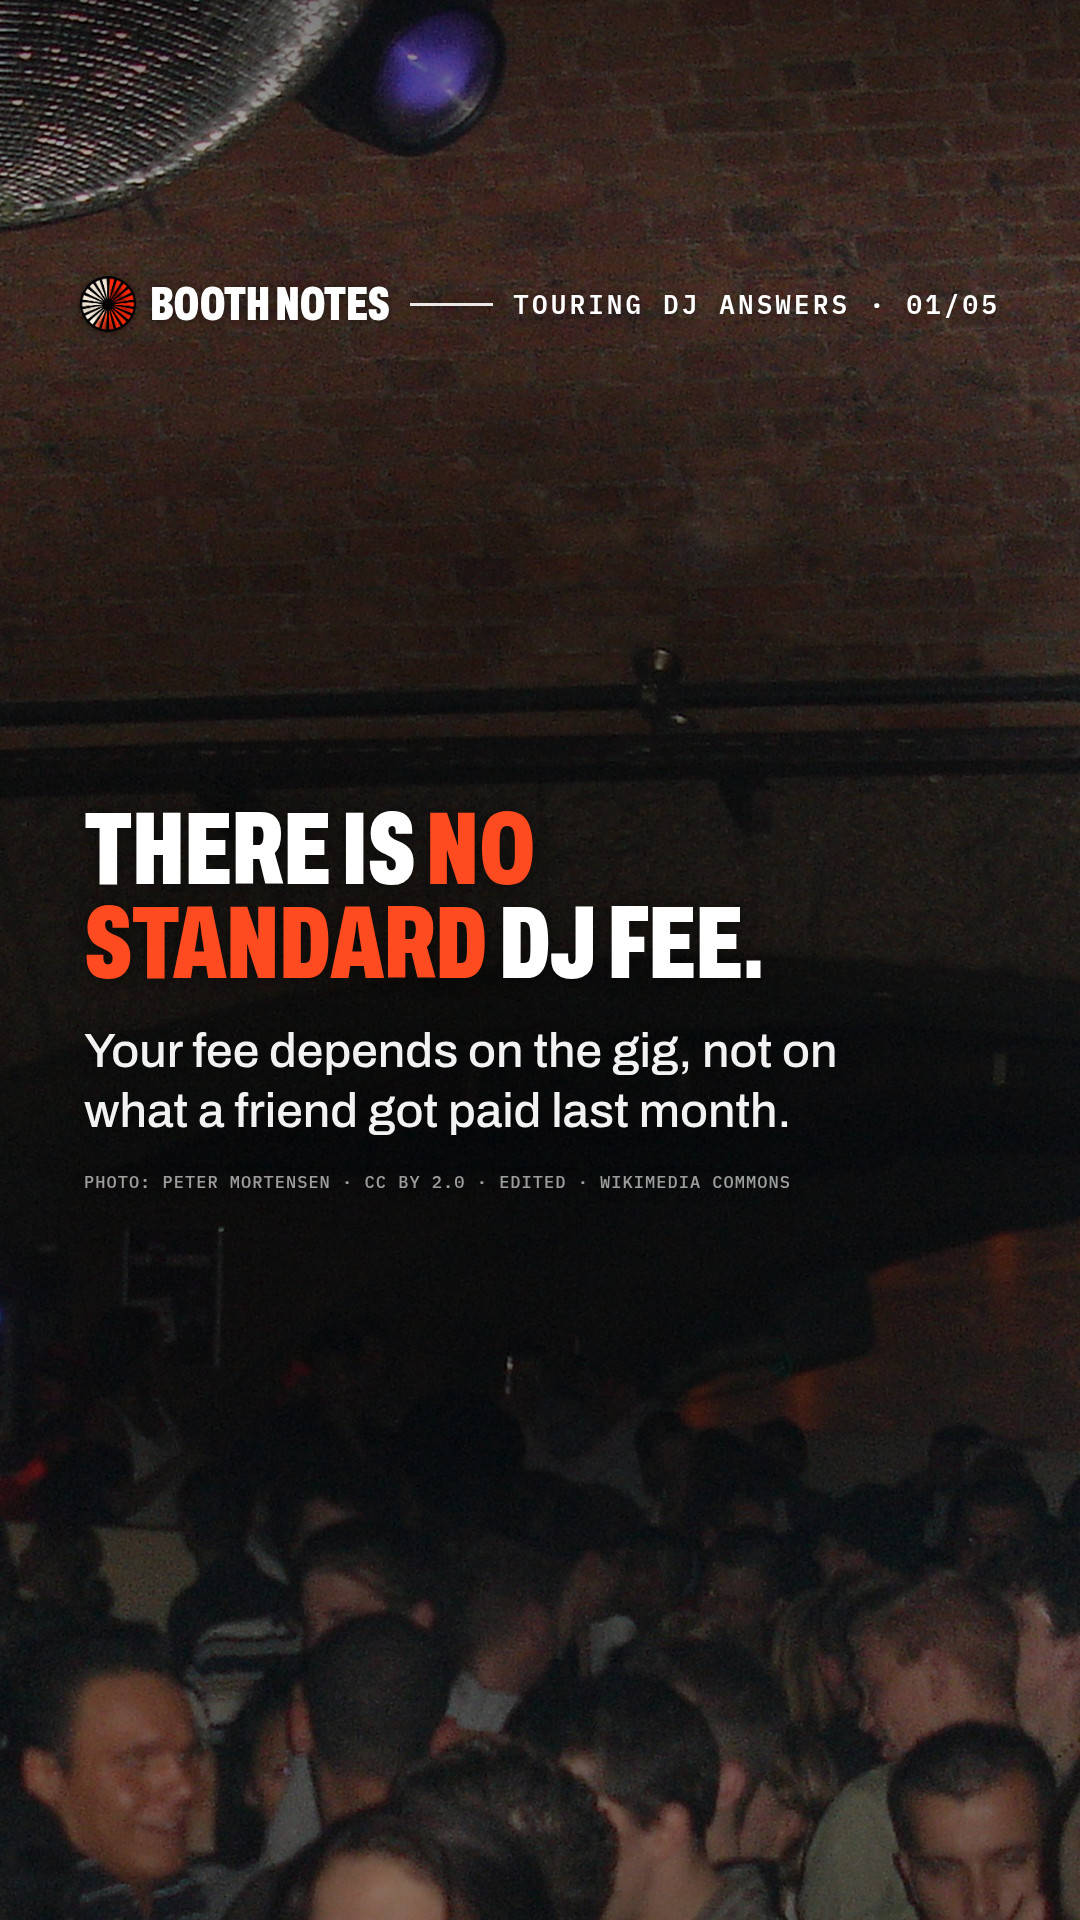 BOOTH NOTES TOURING DJ ANSWERS · 01/05
THERE IS NO
STANDARD DJ FEE.
Your fee depends on the gig, not on
what a friend got paid last month.
PHOTO: PETER MORTENSEN · CC BY 2.0 · EDITED · WIKIMEDIA COMMONS